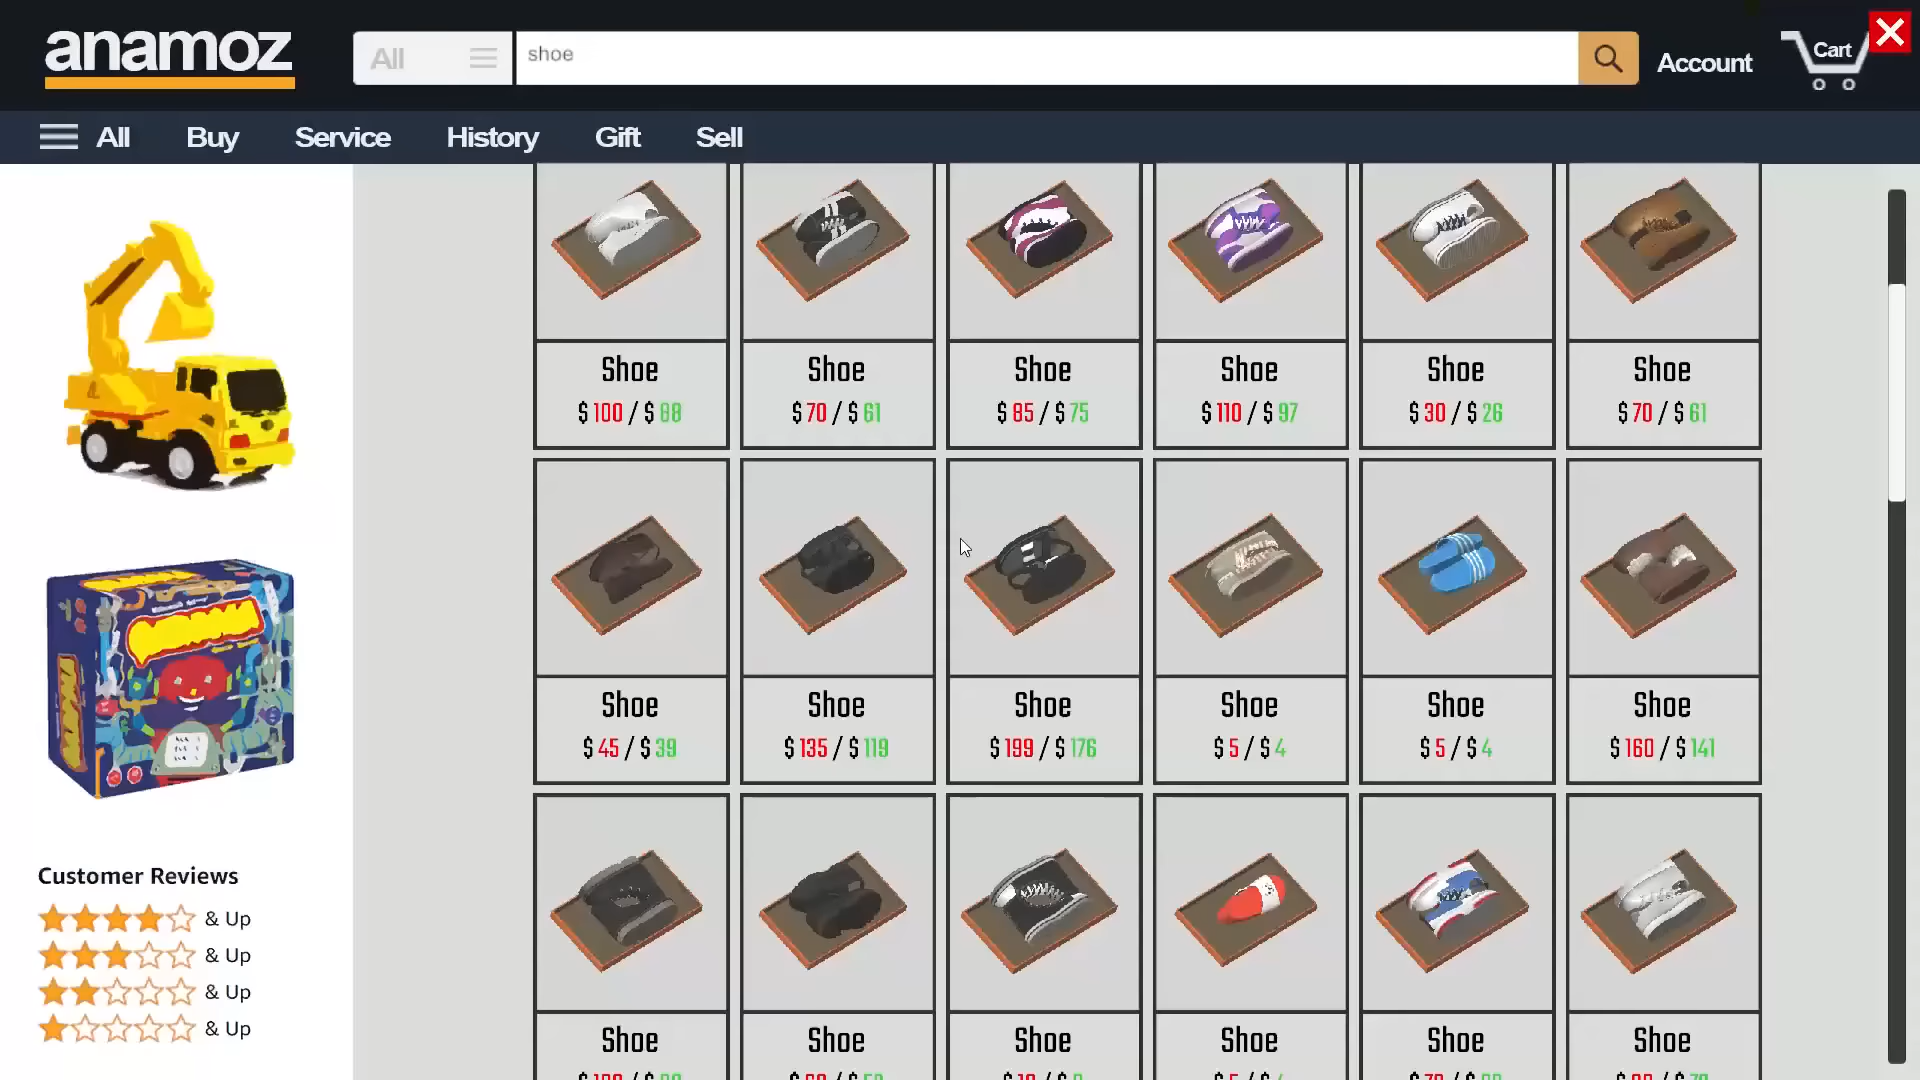 anamoz
All
shoe
Account
Cart
All Buy Service History Gift Sell
Shoe Shoe Shoe Shoe Shoe Shoe
$ 100 / $ 88 $ 70 / $ 61 $ 85 / $ 75 $ 110 / $ 97 $ 30 / $ 26 $ 70 / $ 61
Shoe Shoe Shoe Shoe Shoe Shoe
$ 45 / $ 39 $ 135 / $ 119 $ 199 / $ 176 $ 5 / $ 4 $ 5 / $ 4 $ 160 / $ 141
Customer Reviews
& Up
& Up
& Up
& Up
Shoe Shoe Shoe Shoe Shoe Shoe